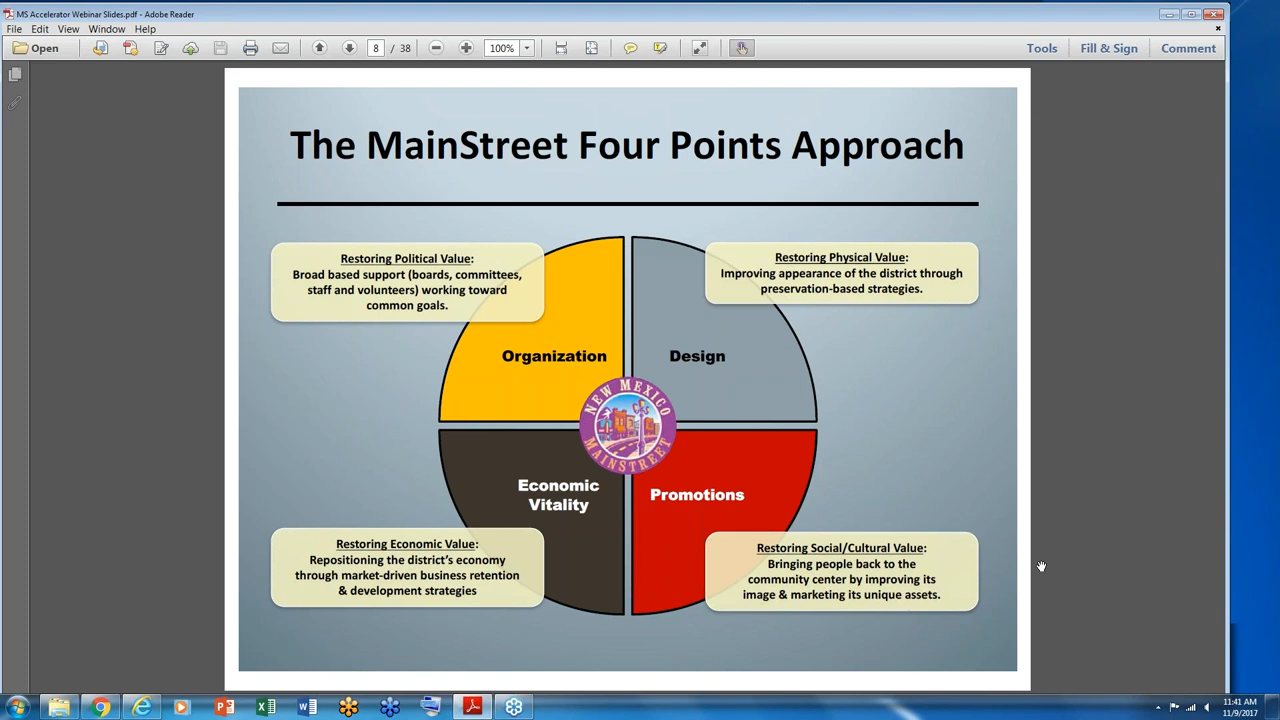 MS Accelerator Webinar Slides.pdf - Adobe Reader
File Edit View Window Help
Open 8 / 38 100% Tools Fill & Sign Comment
The MainStreet Four Points Approach
Restoring Political Value:
Broad based support (boards, committees,
staff and volunteers) working toward
common goals.
Restoring Physical Value:
Improving appearance of the district through
preservation-based strategies.
Organization
Design
NEW MEXICO
MAINSTREET
Economic
Vitality
Promotions
Restoring Economic Value:
Repositioning the district's economy
through market-driven business retention
& development strategies
Restoring Social/Cultural Value:
Bringing people back to the
community center by improving its
image & marketing its unique assets.
11:41 AM
11/9/2017